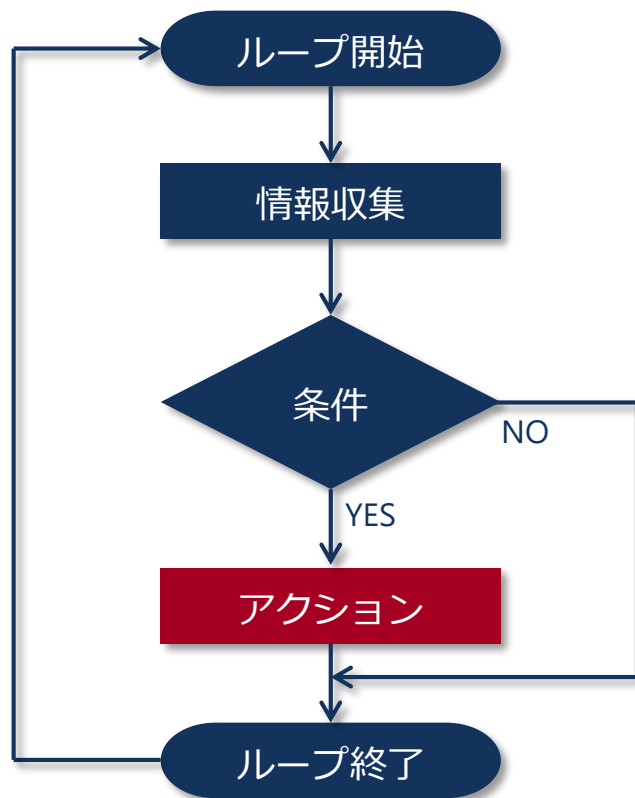 ループ開始
情報収集
条件
NO
YES
アクション
ループ終了